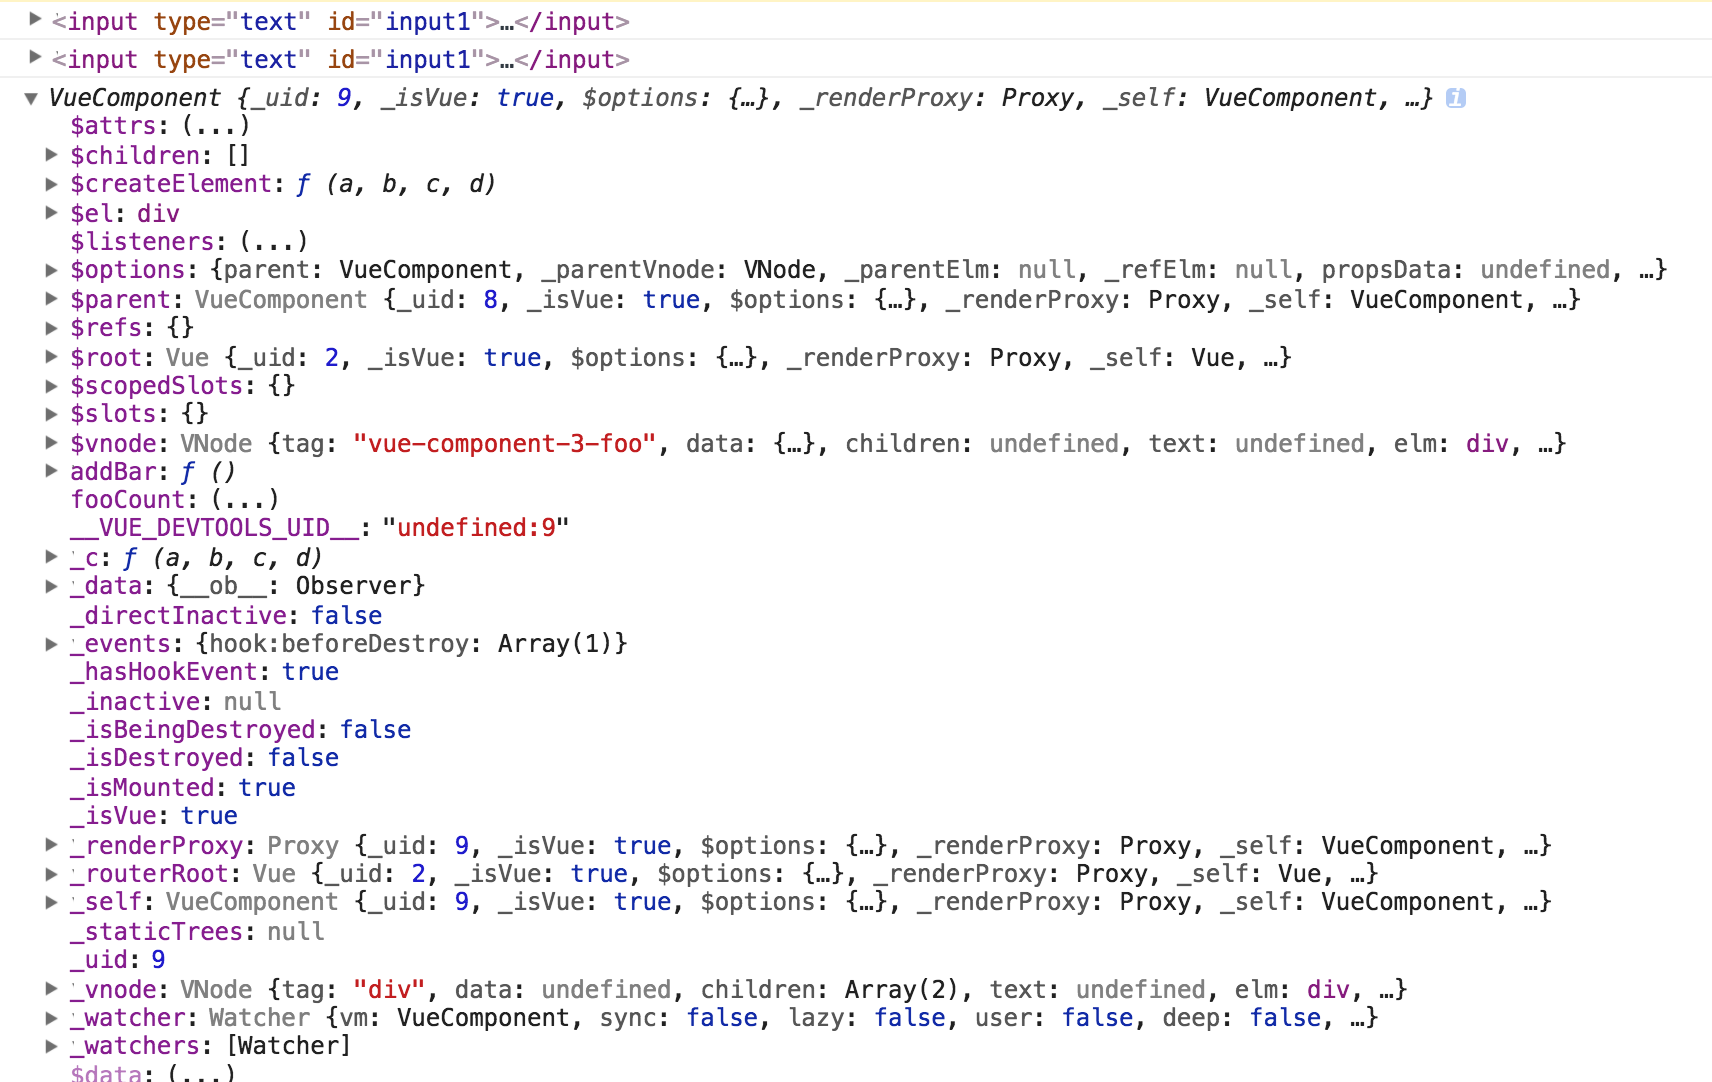 <input type="text" id="input1">…</input>
<input type="text" id="input1">…</input>
VueComponent {_uid: 9, _isVue: true, $options: {…}, _renderProxy: Proxy, _self: VueComponent, …} i
$attrs: (...)
$children: []
$createElement: ƒ (a, b, c, d)
$el: div
$listeners: (...)
$options: {parent: VueComponent, _parentVnode: VNode, _parentElm: null, _refElm: null, propsData: undefined, …}
$parent: VueComponent {_uid: 8, _isVue: true, $options: {…}, _renderProxy: Proxy, _self: VueComponent, …}
$refs: {}
$root: Vue {_uid: 2, _isVue: true, $options: {…}, _renderProxy: Proxy, _self: Vue, …}
$scopedSlots: {}
$slots: {}
$vnode: VNode {tag: "vue-component-3-foo", data: {…}, children: undefined, text: undefined, elm: div, …}
addBar: ƒ ()
fooCount: (...)
__VUE_DEVTOOLS_UID__: "undefined:9"
_c: ƒ (a, b, c, d)
_data: {__ob__: Observer}
_directInactive: false
_events: {hook:beforeDestroy: Array(1)}
_hasHookEvent: true
_inactive: null
_isBeingDestroyed: false
_isDestroyed: false
_isMounted: true
_isVue: true
_renderProxy: Proxy {_uid: 9, _isVue: true, $options: {…}, _renderProxy: Proxy, _self: VueComponent, …}
_routerRoot: Vue {_uid: 2, _isVue: true, $options: {…}, _renderProxy: Proxy, _self: Vue, …}
_self: VueComponent {_uid: 9, _isVue: true, $options: {…}, _renderProxy: Proxy, _self: VueComponent, …}
_staticTrees: null
_uid: 9
_vnode: VNode {tag: "div", data: undefined, children: Array(2), text: undefined, elm: div, …}
_watcher: Watcher {vm: VueComponent, sync: false, lazy: false, user: false, deep: false, …}
_watchers: [Watcher]
$data: (...)